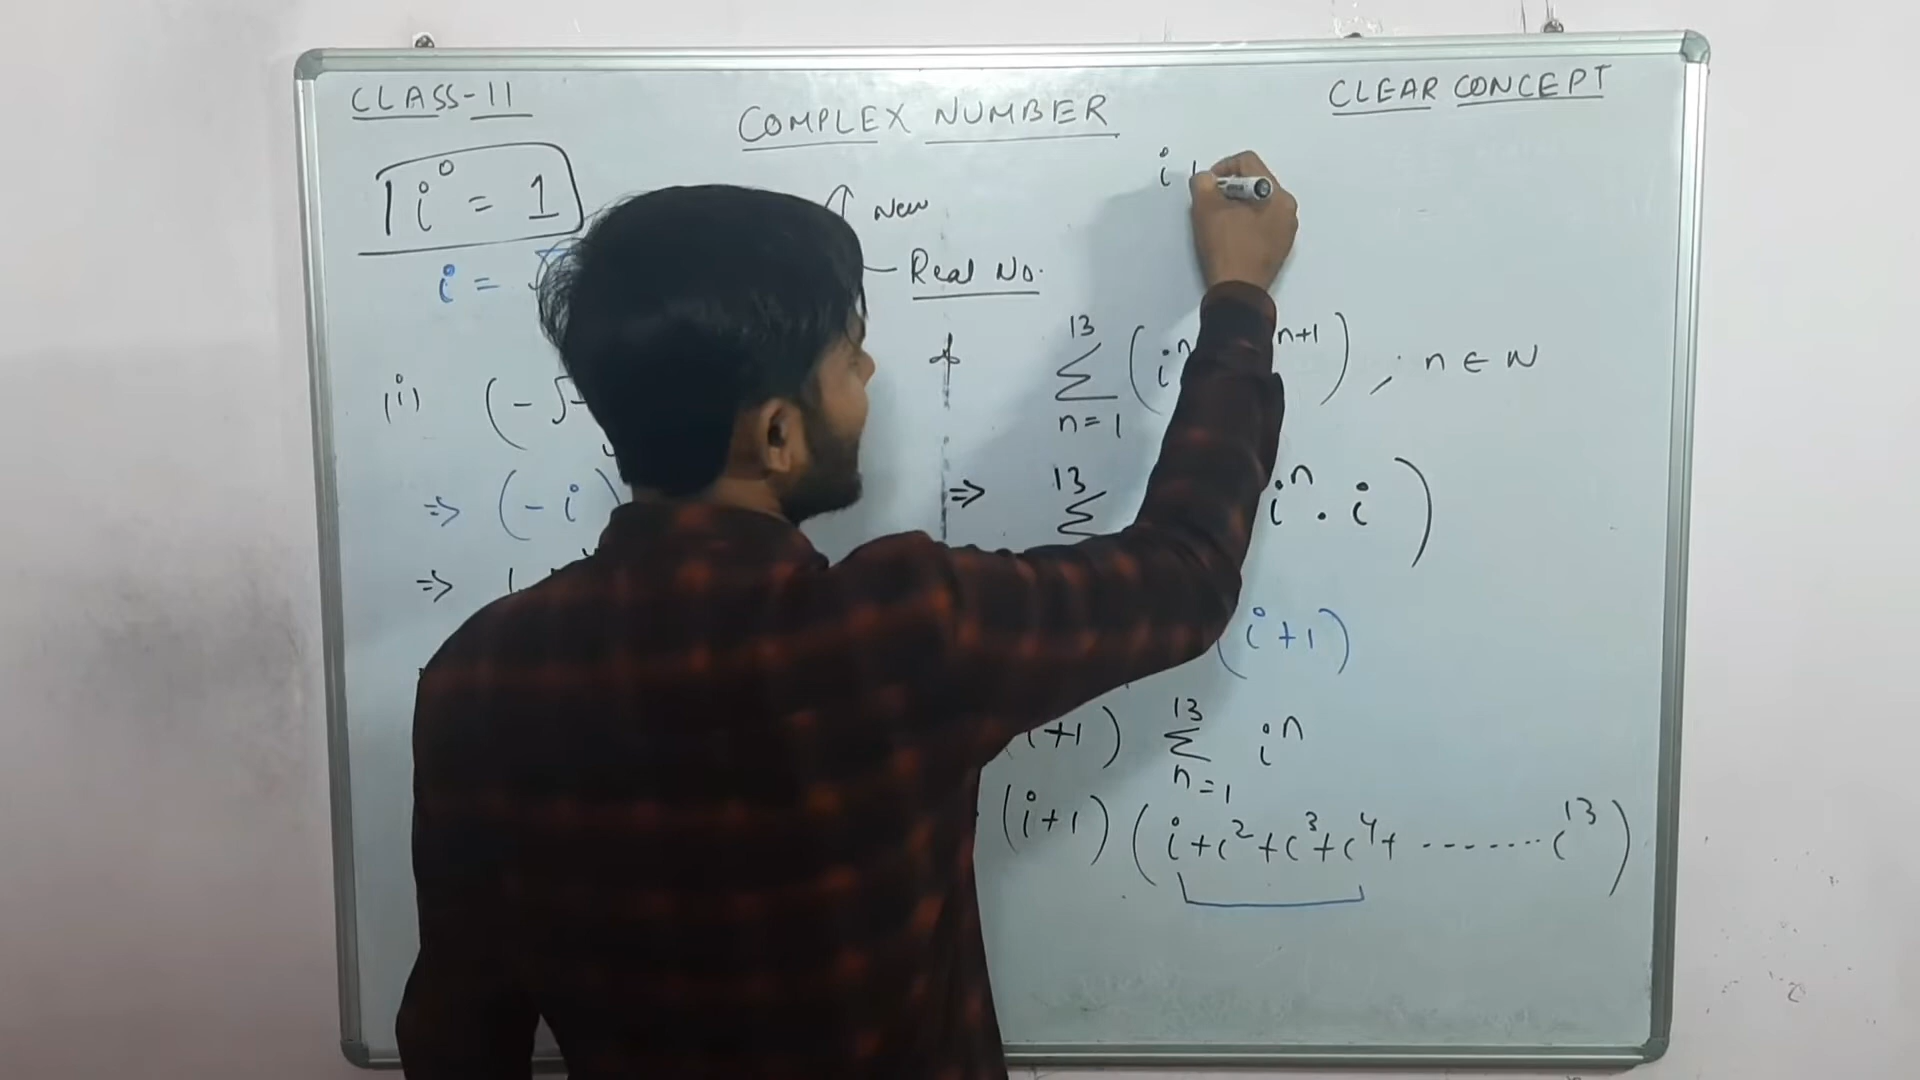 CLASS-11
COMPLEX NUMBER
CLEAR CONCEPT
i⁰ = 1
New
i =
Real No.
i
13
∑ (iⁿ n+1) ; n ∈ N
n=1
(i) (-√
⇒ (-i)
⇒
⇒ 13
∑ iⁿ . i )
(i+1)
+1) 13
∑ iⁿ
n=1
(i+1) (i+i²+i³+i⁴+ ------- i¹³)